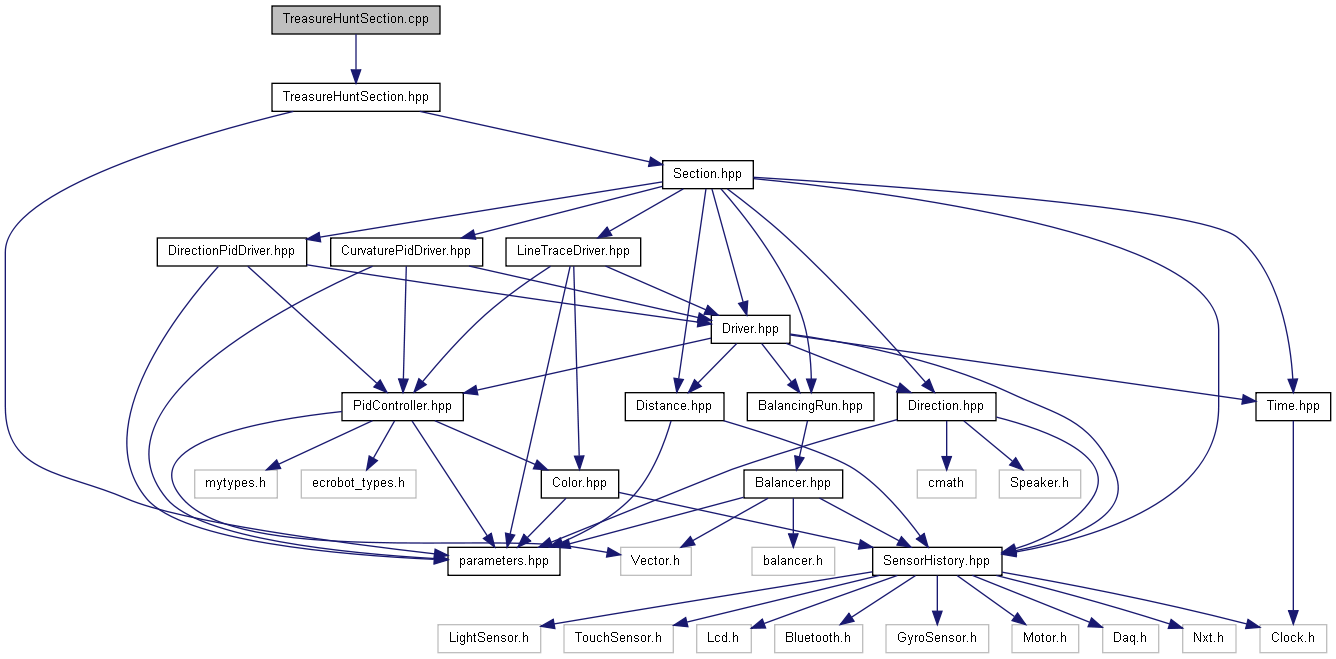 TreasureHuntSection.cpp
TreasureHuntSection.hpp
Section.hpp
DirectionPidDriver.hpp
CurvaturePidDriver.hpp
LineTraceDriver.hpp
Driver.hpp
PidController.hpp
Distance.hpp
BalancingRun.hpp
Direction.hpp
Time.hpp
mytypes.h
ecrobot_types.h
Color.hpp
Balancer.hpp
cmath
Speaker.h
parameters.hpp
Vector.h
balancer.h
SensorHistory.hpp
LightSensor.h
TouchSensor.h
Lcd.h
Bluetooth.h
GyroSensor.h
Motor.h
Daq.h
Nxt.h
Clock.h